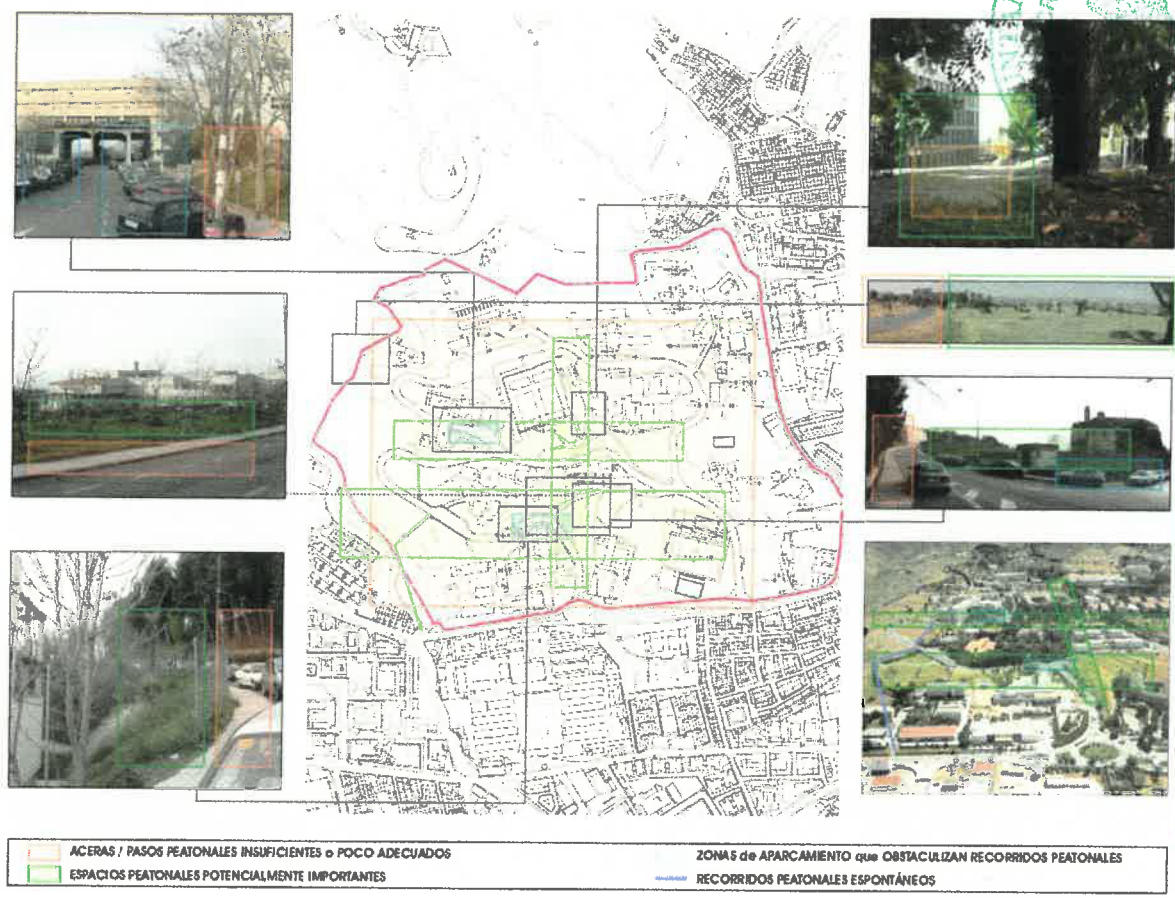 ACERAS / PASOS PEATONALES INSUFICIENTES o POCO ADECUADOS
ESPACIOS PEATONALES POTENCIALMENTE IMPORTANTES
ZONAS de APARCAMIENTO que OBSTACULIZAN RECORRIDOS PEATONALES
RECORRIDOS PEATONALES ESPONTÁNEOS